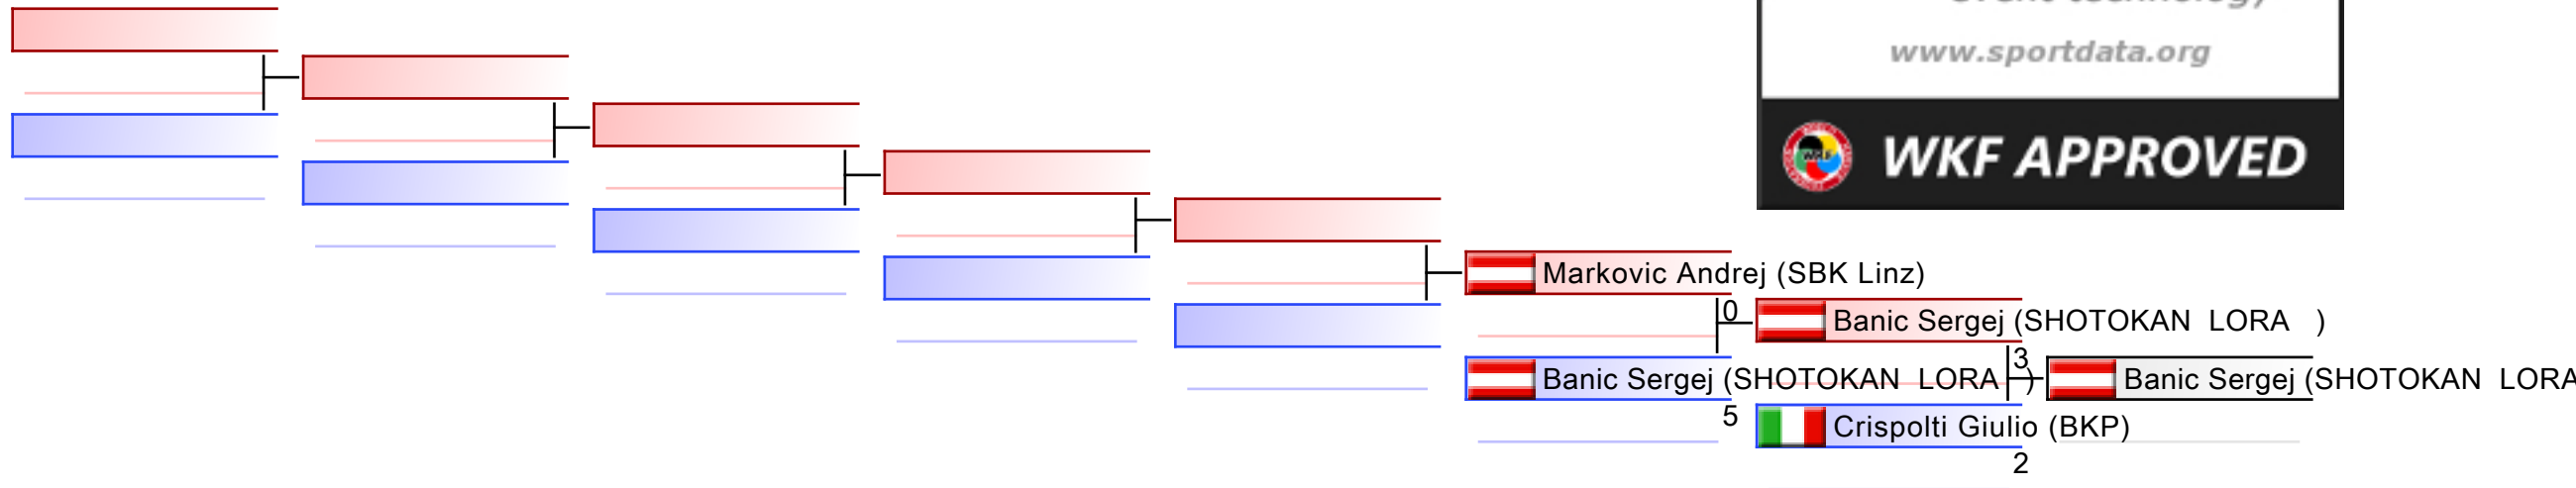 www.sportdata.org
WKF APPROVED
Markovic Andrej (SBK Linz)
0
Banic Sergej (SHOTOKAN LORA )
3
Banic Sergej (SHOTOKAN LORA )
Banic Sergej (SHOTOKAN LORA
5
Crispolti Giulio (BKP)
2